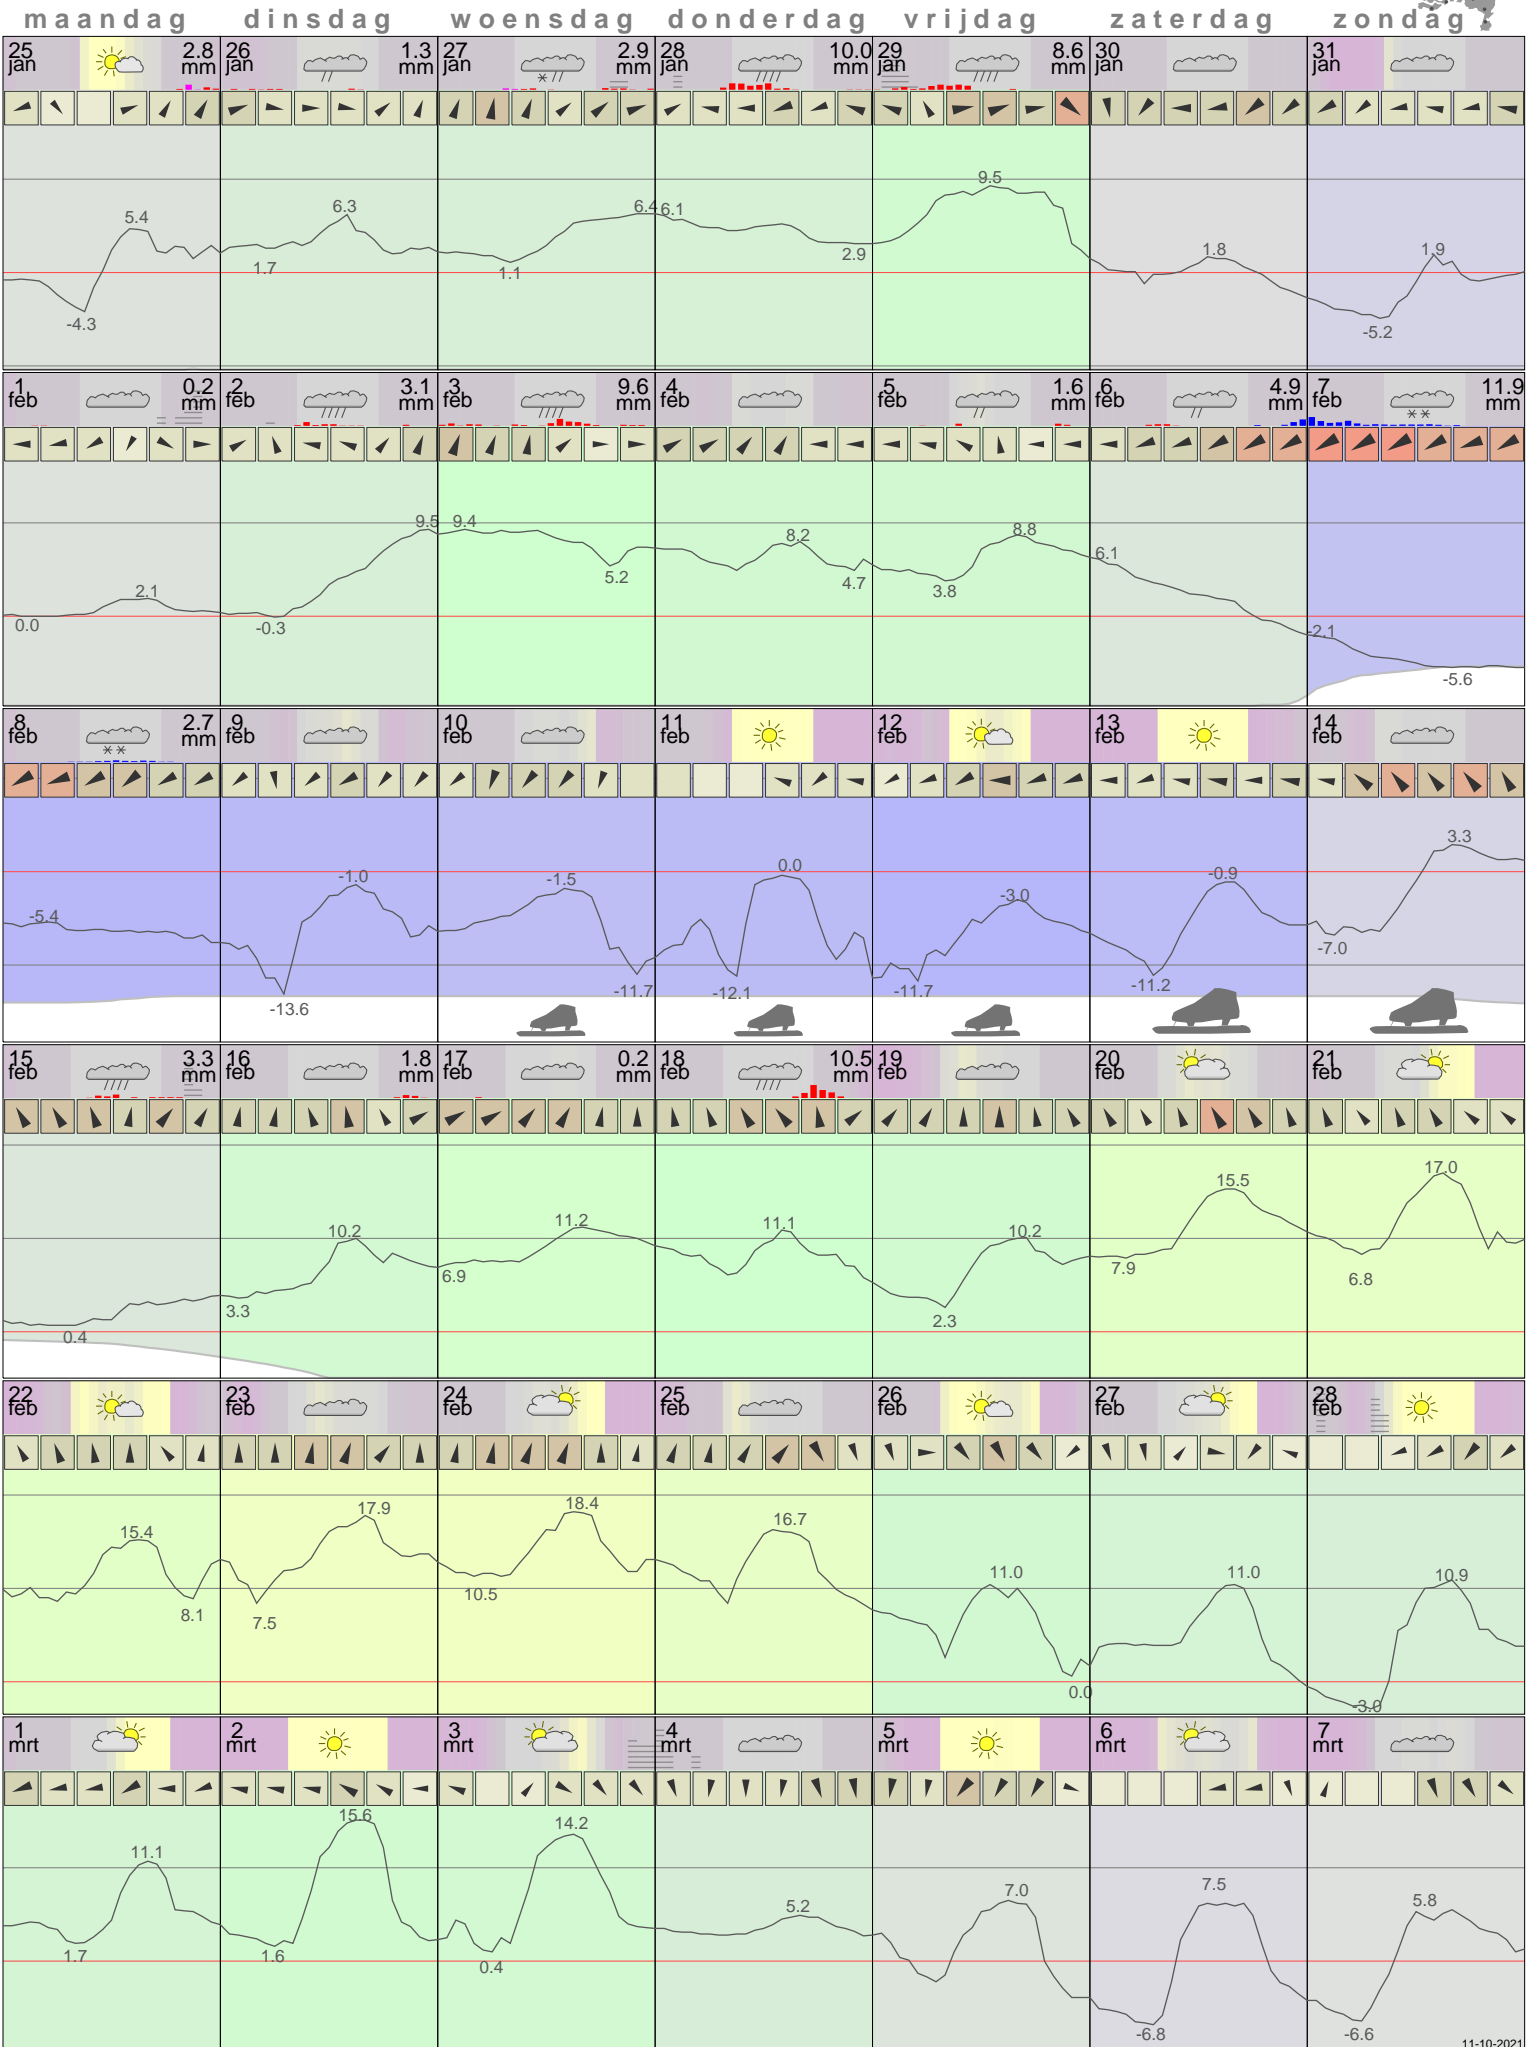 maandag dinsdag woensdag donderdag vrijdag zaterdag zondag
25 2.8 26 1.3 27 2.9 28 10.0 29 8.6 30 31
jan mm jan mm jan mm jan mm jan mm jan jan
5.4 6.3 6.4 6.1 9.5 1.8 1.9
-4.3 1.7 1.1 2.9 -5.2
1 0.2 2 3.1 3 9.6 4 5 1.6 6 4.9 7 11.9
feb mm feb mm feb mm feb feb mm feb mm feb mm
2.1 9.5 9.4 8.2 8.8 6.1
0.0 -0.3 5.2 4.7 3.8 -2.1 -5.6
8 2.7 9 10 11 12 13 14
feb mm feb feb feb feb feb feb
-5.4 -1.0 -1.5 0.0 -3.0 -0.9 3.3
-13.6 -11.7 -12.1 -11.7 -11.2 -7.0
15 3.3 16 1.8 17 0.2 18 10.5 19 20 21
feb mm feb mm feb mm feb mm feb feb feb
10.2 11.2 11.1 10.2 15.5 17.0
0.4 3.3 6.9 2.3 7.9 6.8
22 23 24 25 26 27 28
feb feb feb feb feb feb feb
15.4 17.9 18.4 16.7 11.0 11.0 10.9
8.1 7.5 10.5 0.0 -3.0
1 2 3 4 5 6 7
mrt mrt mrt mrt mrt mrt mrt
11.1 15.6 14.2 5.2 7.0 7.5 5.8
1.7 1.6 0.4 -6.8 -6.6
11-10-2021